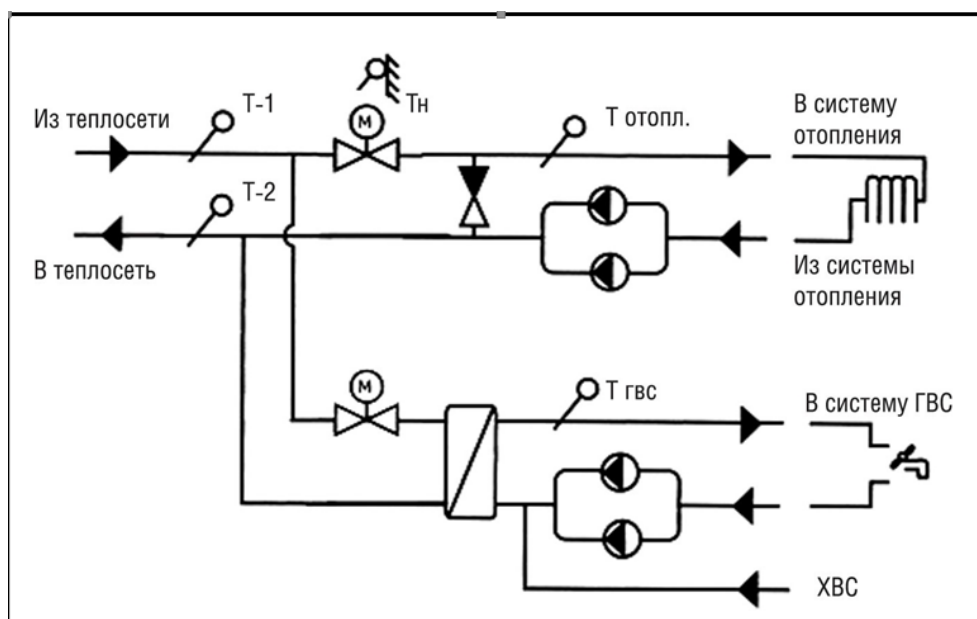 Т-1
Тн
Из теплосети
Т отопл.
В систему
отопления
М
Т-2
В теплосеть
Из системы
отопления
М
Т гвс
В систему ГВС
ХВС